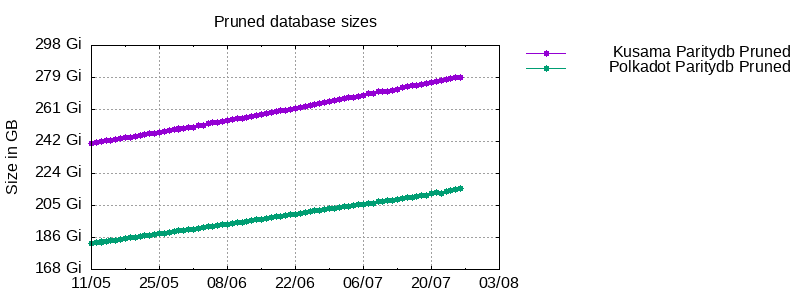 Pruned database sizes
298 Gi
279 Gi
261 Gi
242 Gi
224 Gi
205 Gi
186 Gi
168 Gi
Size in GB
11/05 25/05 08/06 22/06 06/07 20/07 03/08
Kusama Paritydb Pruned
Polkadot Paritydb Pruned